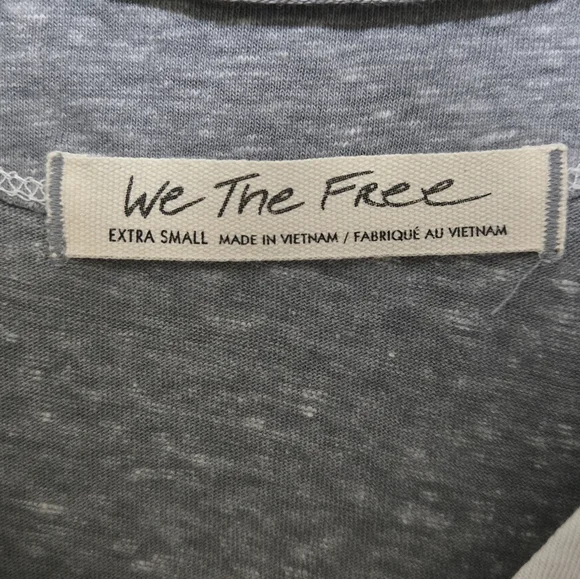 We The Free
EXTRA SMALL MADE IN VIETNAM / FABRIQUÉ AU VIETNAM